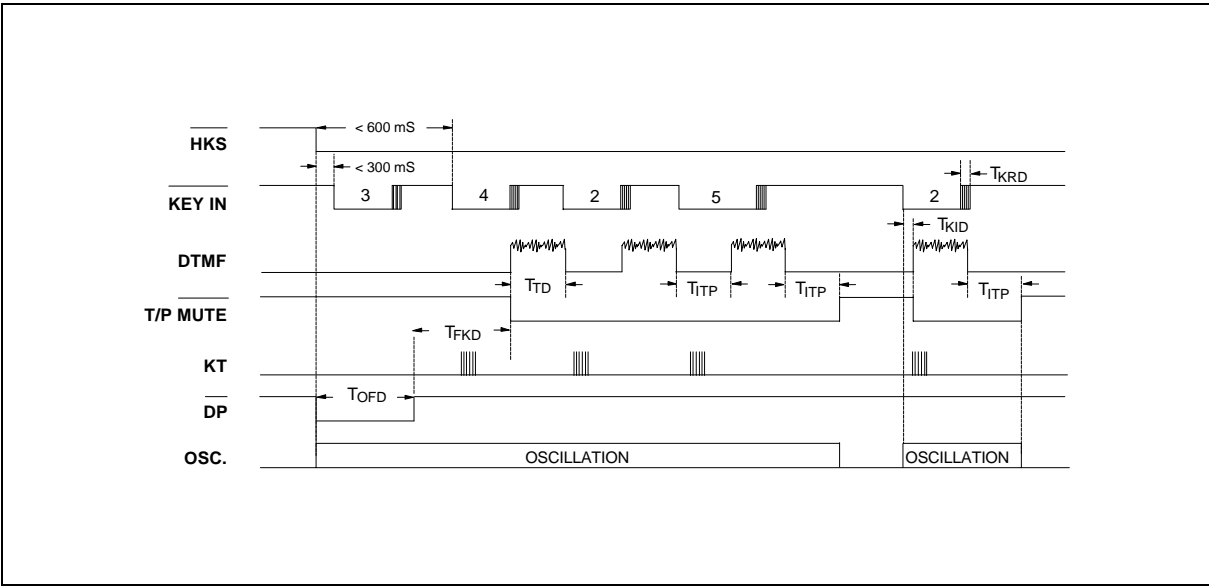 HKS
< 600 mS
< 300 mS
KEY IN
3
4
2
5
2
TKRD
TKID
DTMF
TTD
TITP
TITP
TITP
T/P MUTE
TFKD
KT
TOFD
DP
OSC.
OSCILLATION
OSCILLATION